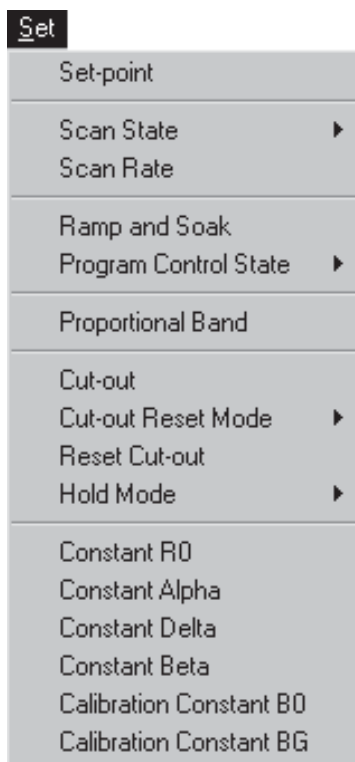 Set
Set-point
Scan State
Scan Rate
Ramp and Soak
Program Control State
Proportional Band
Cut-out
Cut-out Reset Mode
Reset Cut-out
Hold Mode
Constant R0
Constant Alpha
Constant Delta
Constant Beta
Calibration Constant B0
Calibration Constant BG